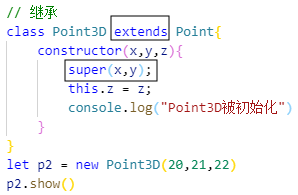 // 继承
class Point3D extends Point{
constructor(x,y,z){
super(x,y);
this.z = z;
console.log("Point3D被初始化")
}
}
let p2 = new Point3D(20,21,22)
p2.show()